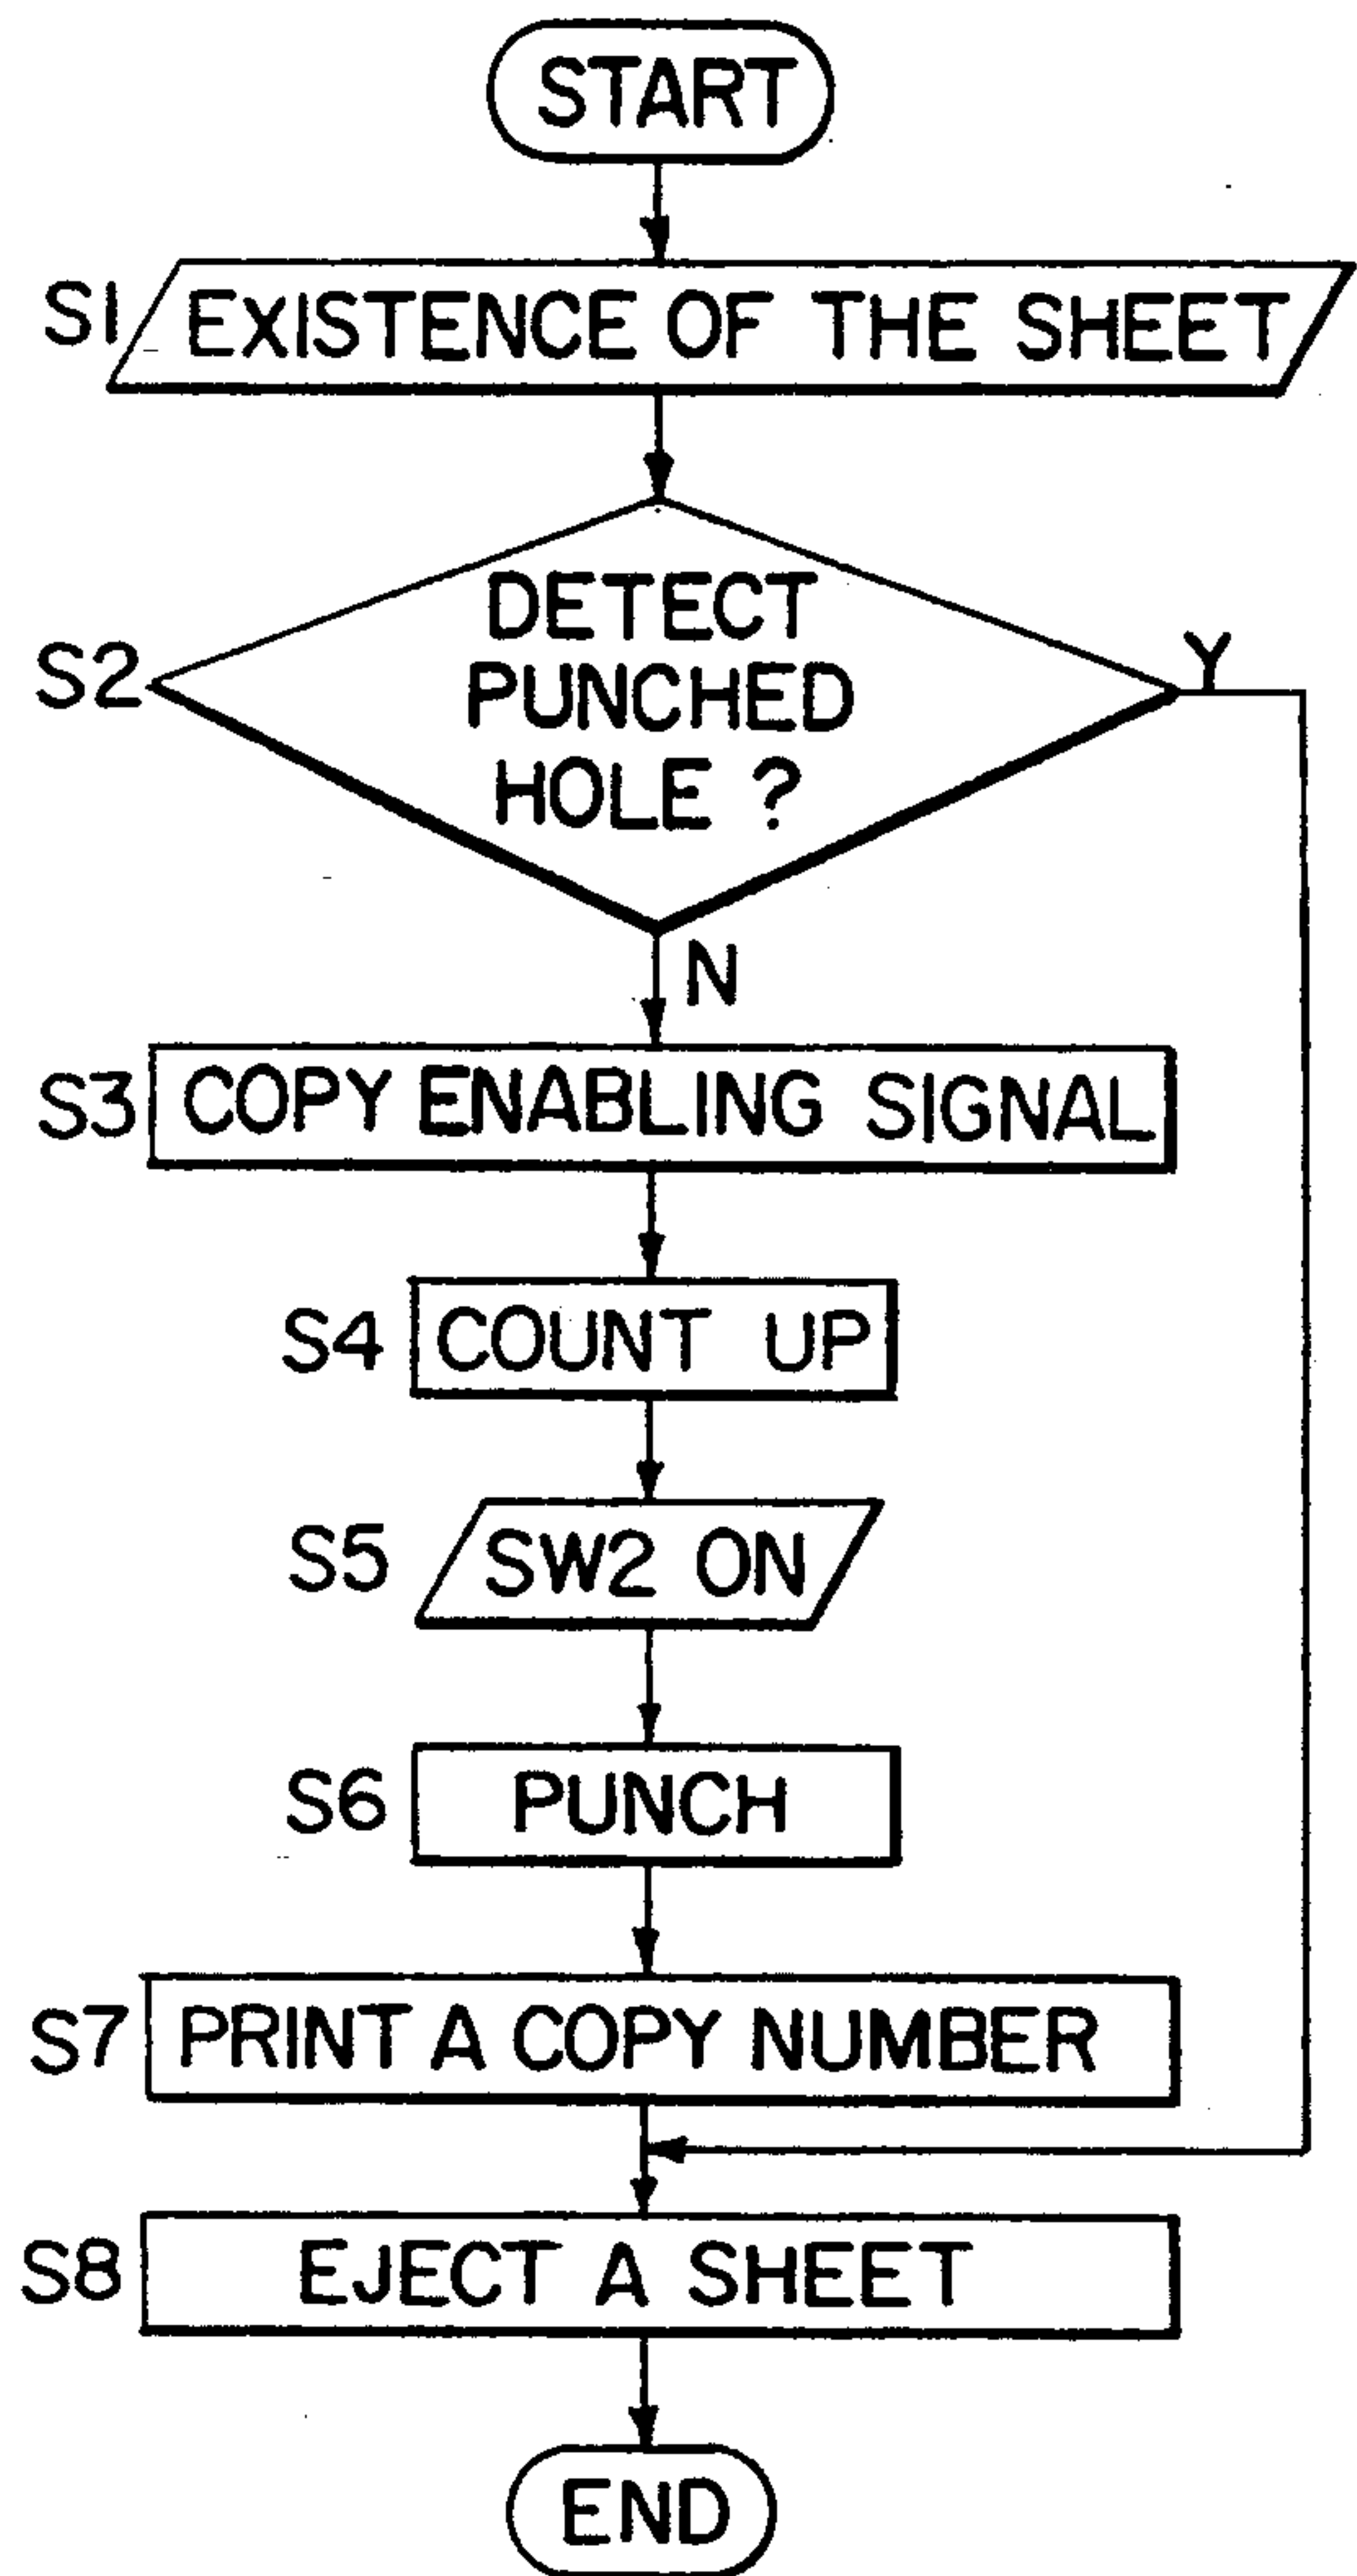 START
S1 EXISTENCE OF THE SHEET
DETECT
S2 PUNCHED Y
HOLE ?
N
S3 COPY ENABLING SIGNAL
S4 COUNT UP
S5 SW2 ON
S6 PUNCH
S7 PRINT A COPY NUMBER
S8 EJECT A SHEET
END